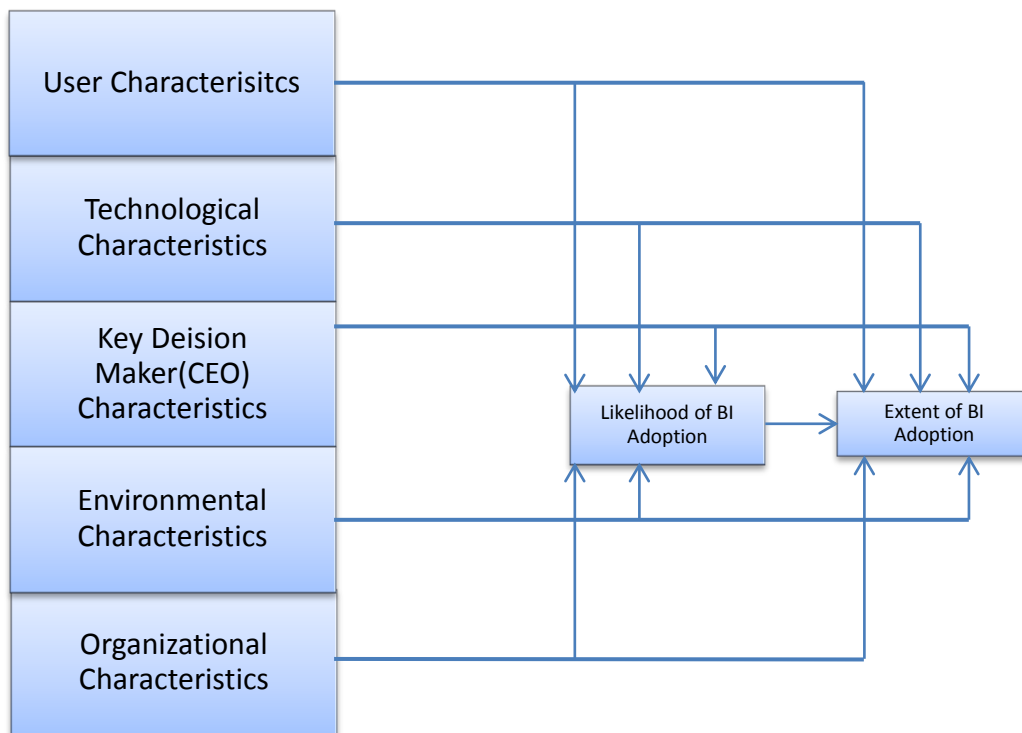 User Characterisitcs
Technological
Characteristics
Key Deision
Maker(CEO)
Characteristics
Environmental
Characteristics
Organizational
Characteristics
Likelihood of BI
Adoption
Extent of BI
Adoption